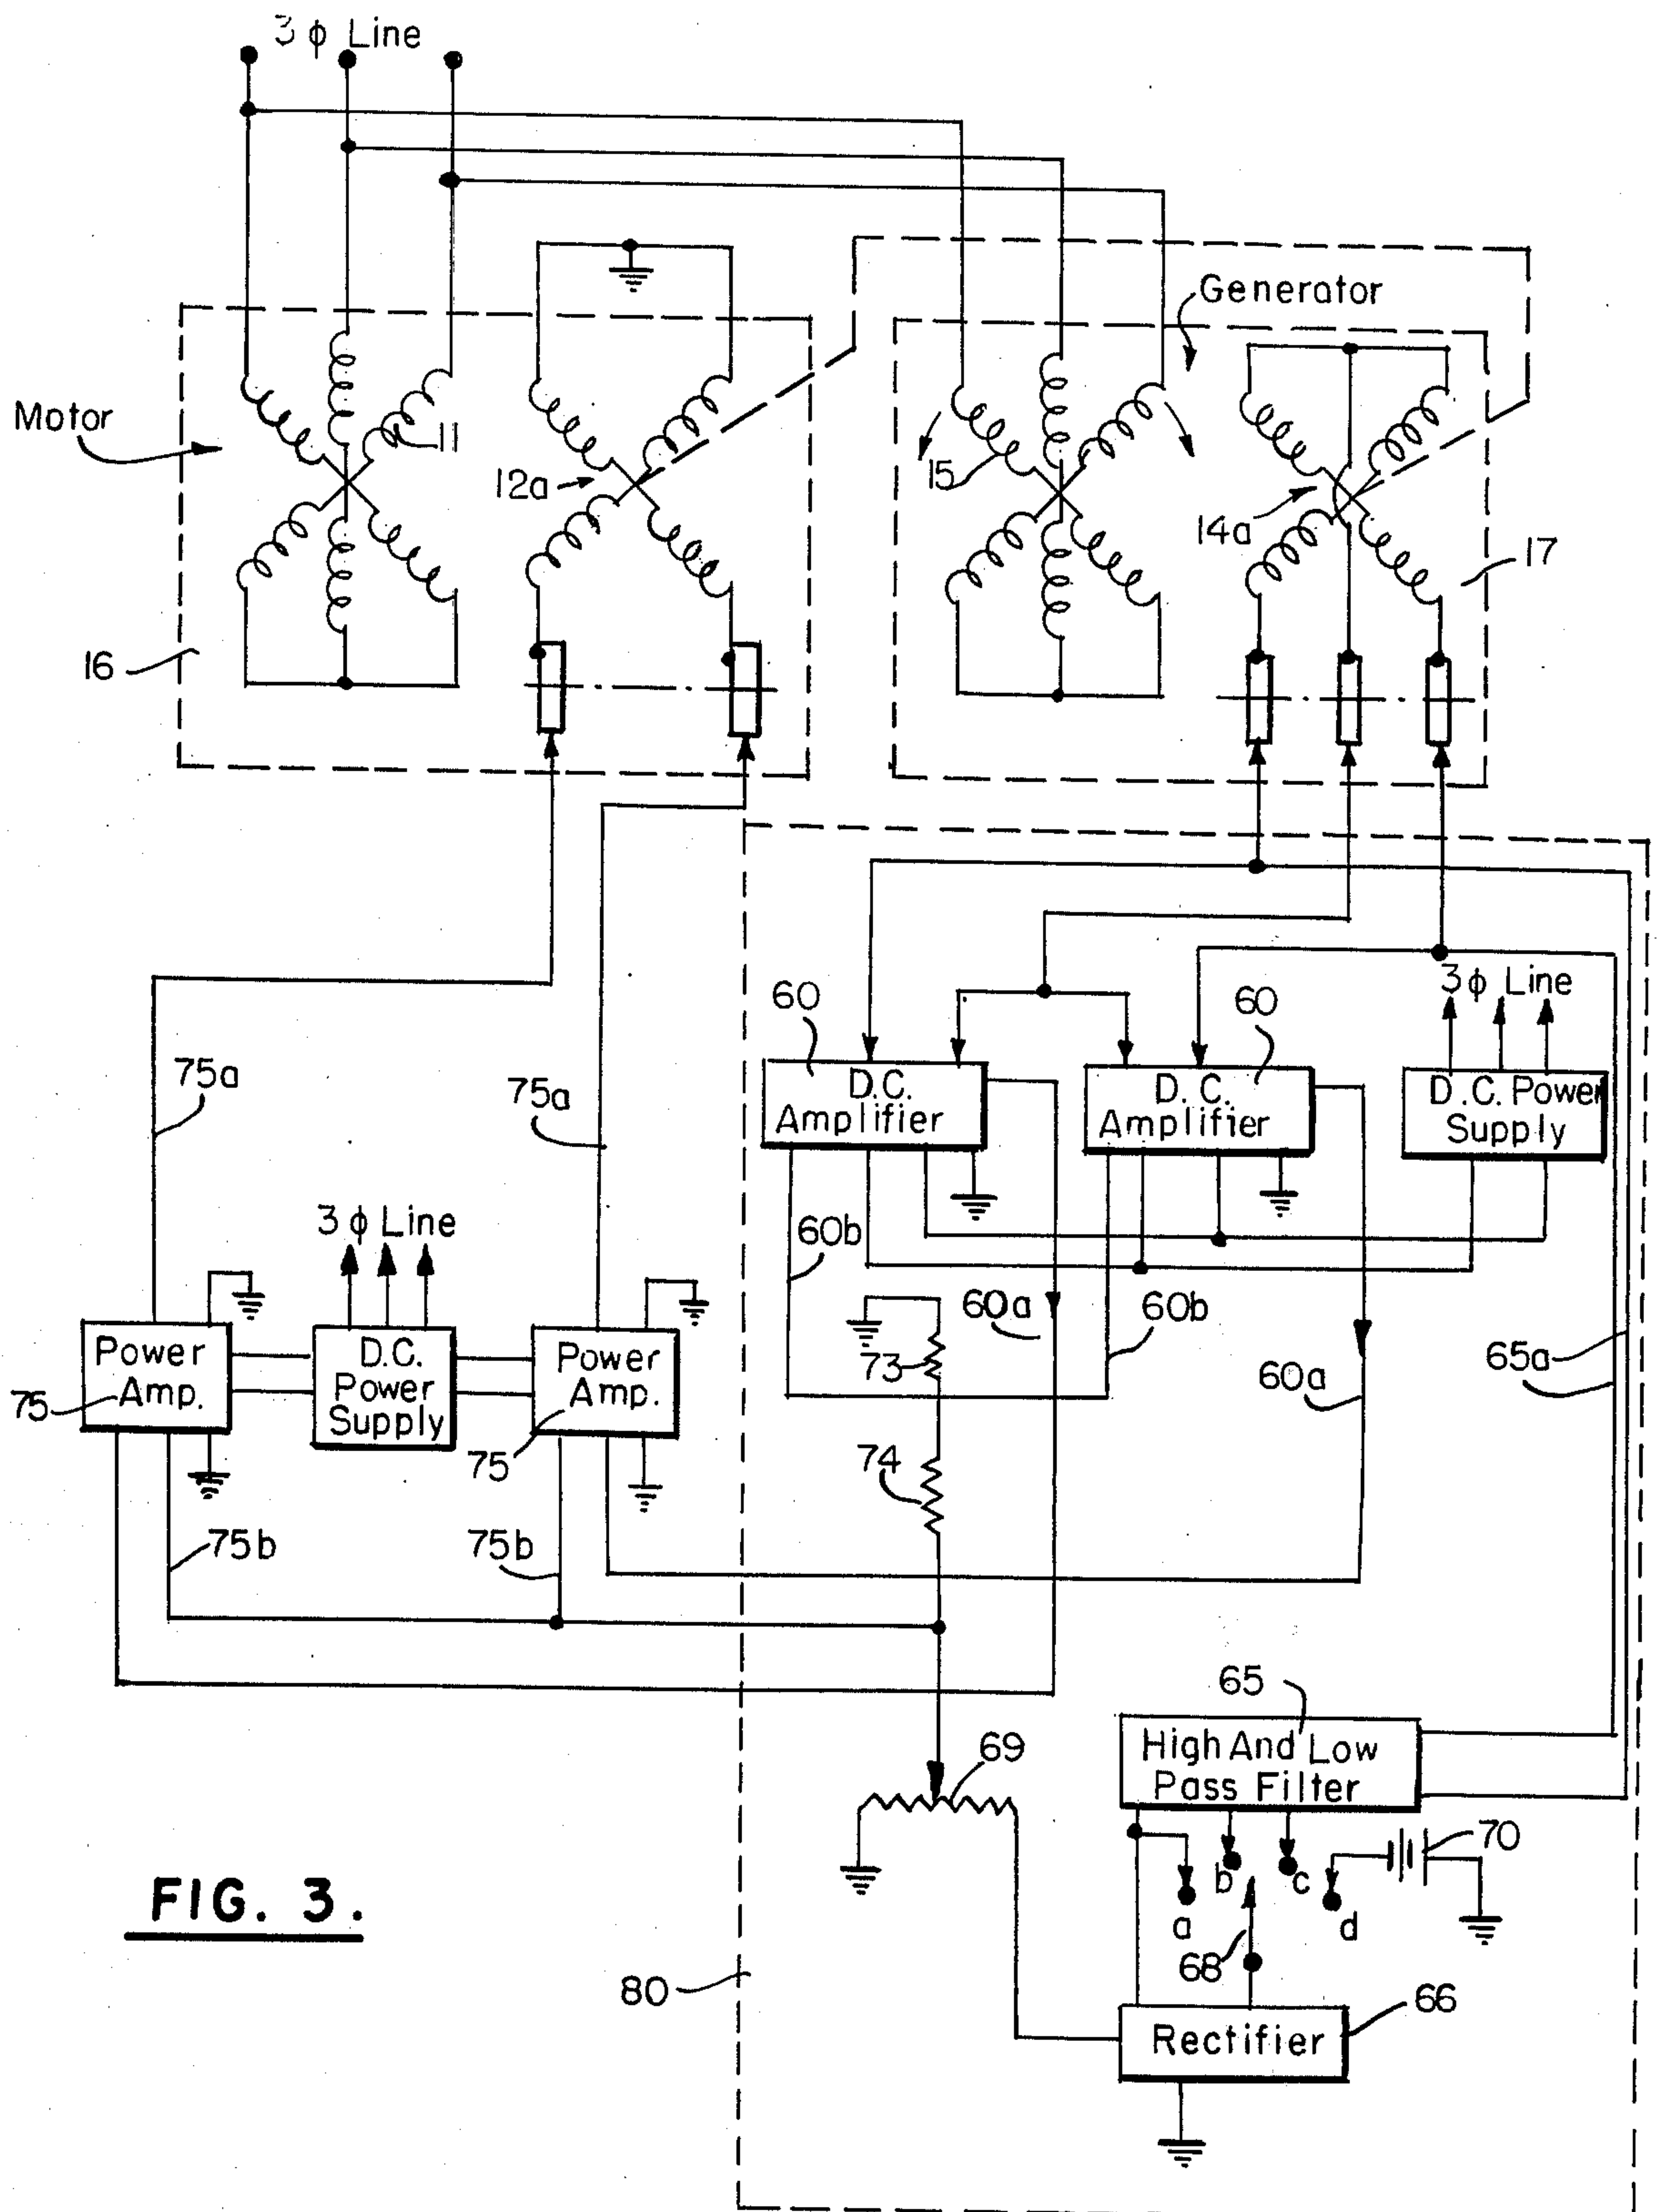 3 ϕ Line
Generator
Motor
11
12a
15
14a
17
16
3ϕ Line
60
60
75a
75a
D.C.
Amplifier
D.C.
Amplifier
D.C. Power
Supply
3 ϕ Line
60b
60a
60b
65a
73
60a
Power
Amp.
D.C.
Power
Supply
Power
Amp.
75
75
74
75b
75b
65
69
High And Low
Pass Filter
70
b
c
a
d
68
FIG. 3.
80
66
Rectifier